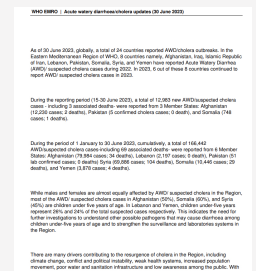 WHO EMRO | Acute watery diarrhoea/cholera updates (30 June 2023)
As of 30 June 2023, globally, a total of 24 countries reported AWD/cholera outbreaks. In the
Eastern Mediterranean Region of WHO, 8 countries namely, Afghanistan, Iraq, Islamic Republic
of Iran, Lebanon, Pakistan, Somalia, Syria, and Yemen have reported Acute Watery Diarrhea
(AWD)/ suspected cholera cases during 2022. In 2023, 6 out of these 8 countries continued to
report AWD/ suspected cholera cases in 2023.
During the reporting period (15-30 June 2023), a total of 12,983 new AWD/suspected cholera
cases - including 3 associated deaths- were reported from 3 Member States: Afghanistan
(12,230 cases; 2 deaths), Pakistan (5 confirmed cholera cases; 0 death), and Somalia (748
cases; 1 deaths).
During the period of 1 January to 30 June 2023, cumulatively, a total of 166,442
AWD/suspected cholera cases-including 69 associated deaths- were reported from 6 Member
States: Afghanistan (79,984 cases; 34 deaths), Lebanon (2,197 cases; 0 death), Pakistan (51
lab confirmed cases; 0 deaths) Syria (69,886 cases; 104 deaths), Somalia (10,446 cases; 29
deaths) and Yemen (3,878 cases; 4 deaths).
While males and females are almost equally affected by AWD/ suspected cholera in the Region,
most of the AWD/ suspected cases in Afghanistan (50%), Somalia (60%), and Syria
(45%) are children under five years of age. In Lebanon and Yemen, children under-five years
represent 26% and 24% of the total suspected cases respectively. This indicates the need for
further investigations to understand other possible pathogens that may cause diarrhea among
children under-five years of age and to strengthen the surveillance and laboratories systems in
the Region.
There are many drivers contributing to the resurgence of cholera in the Region, including
climate change, conflict and political instability, weak health systems, increased population
movement, poor water and sanitation infrastructure and low awareness among the public. With